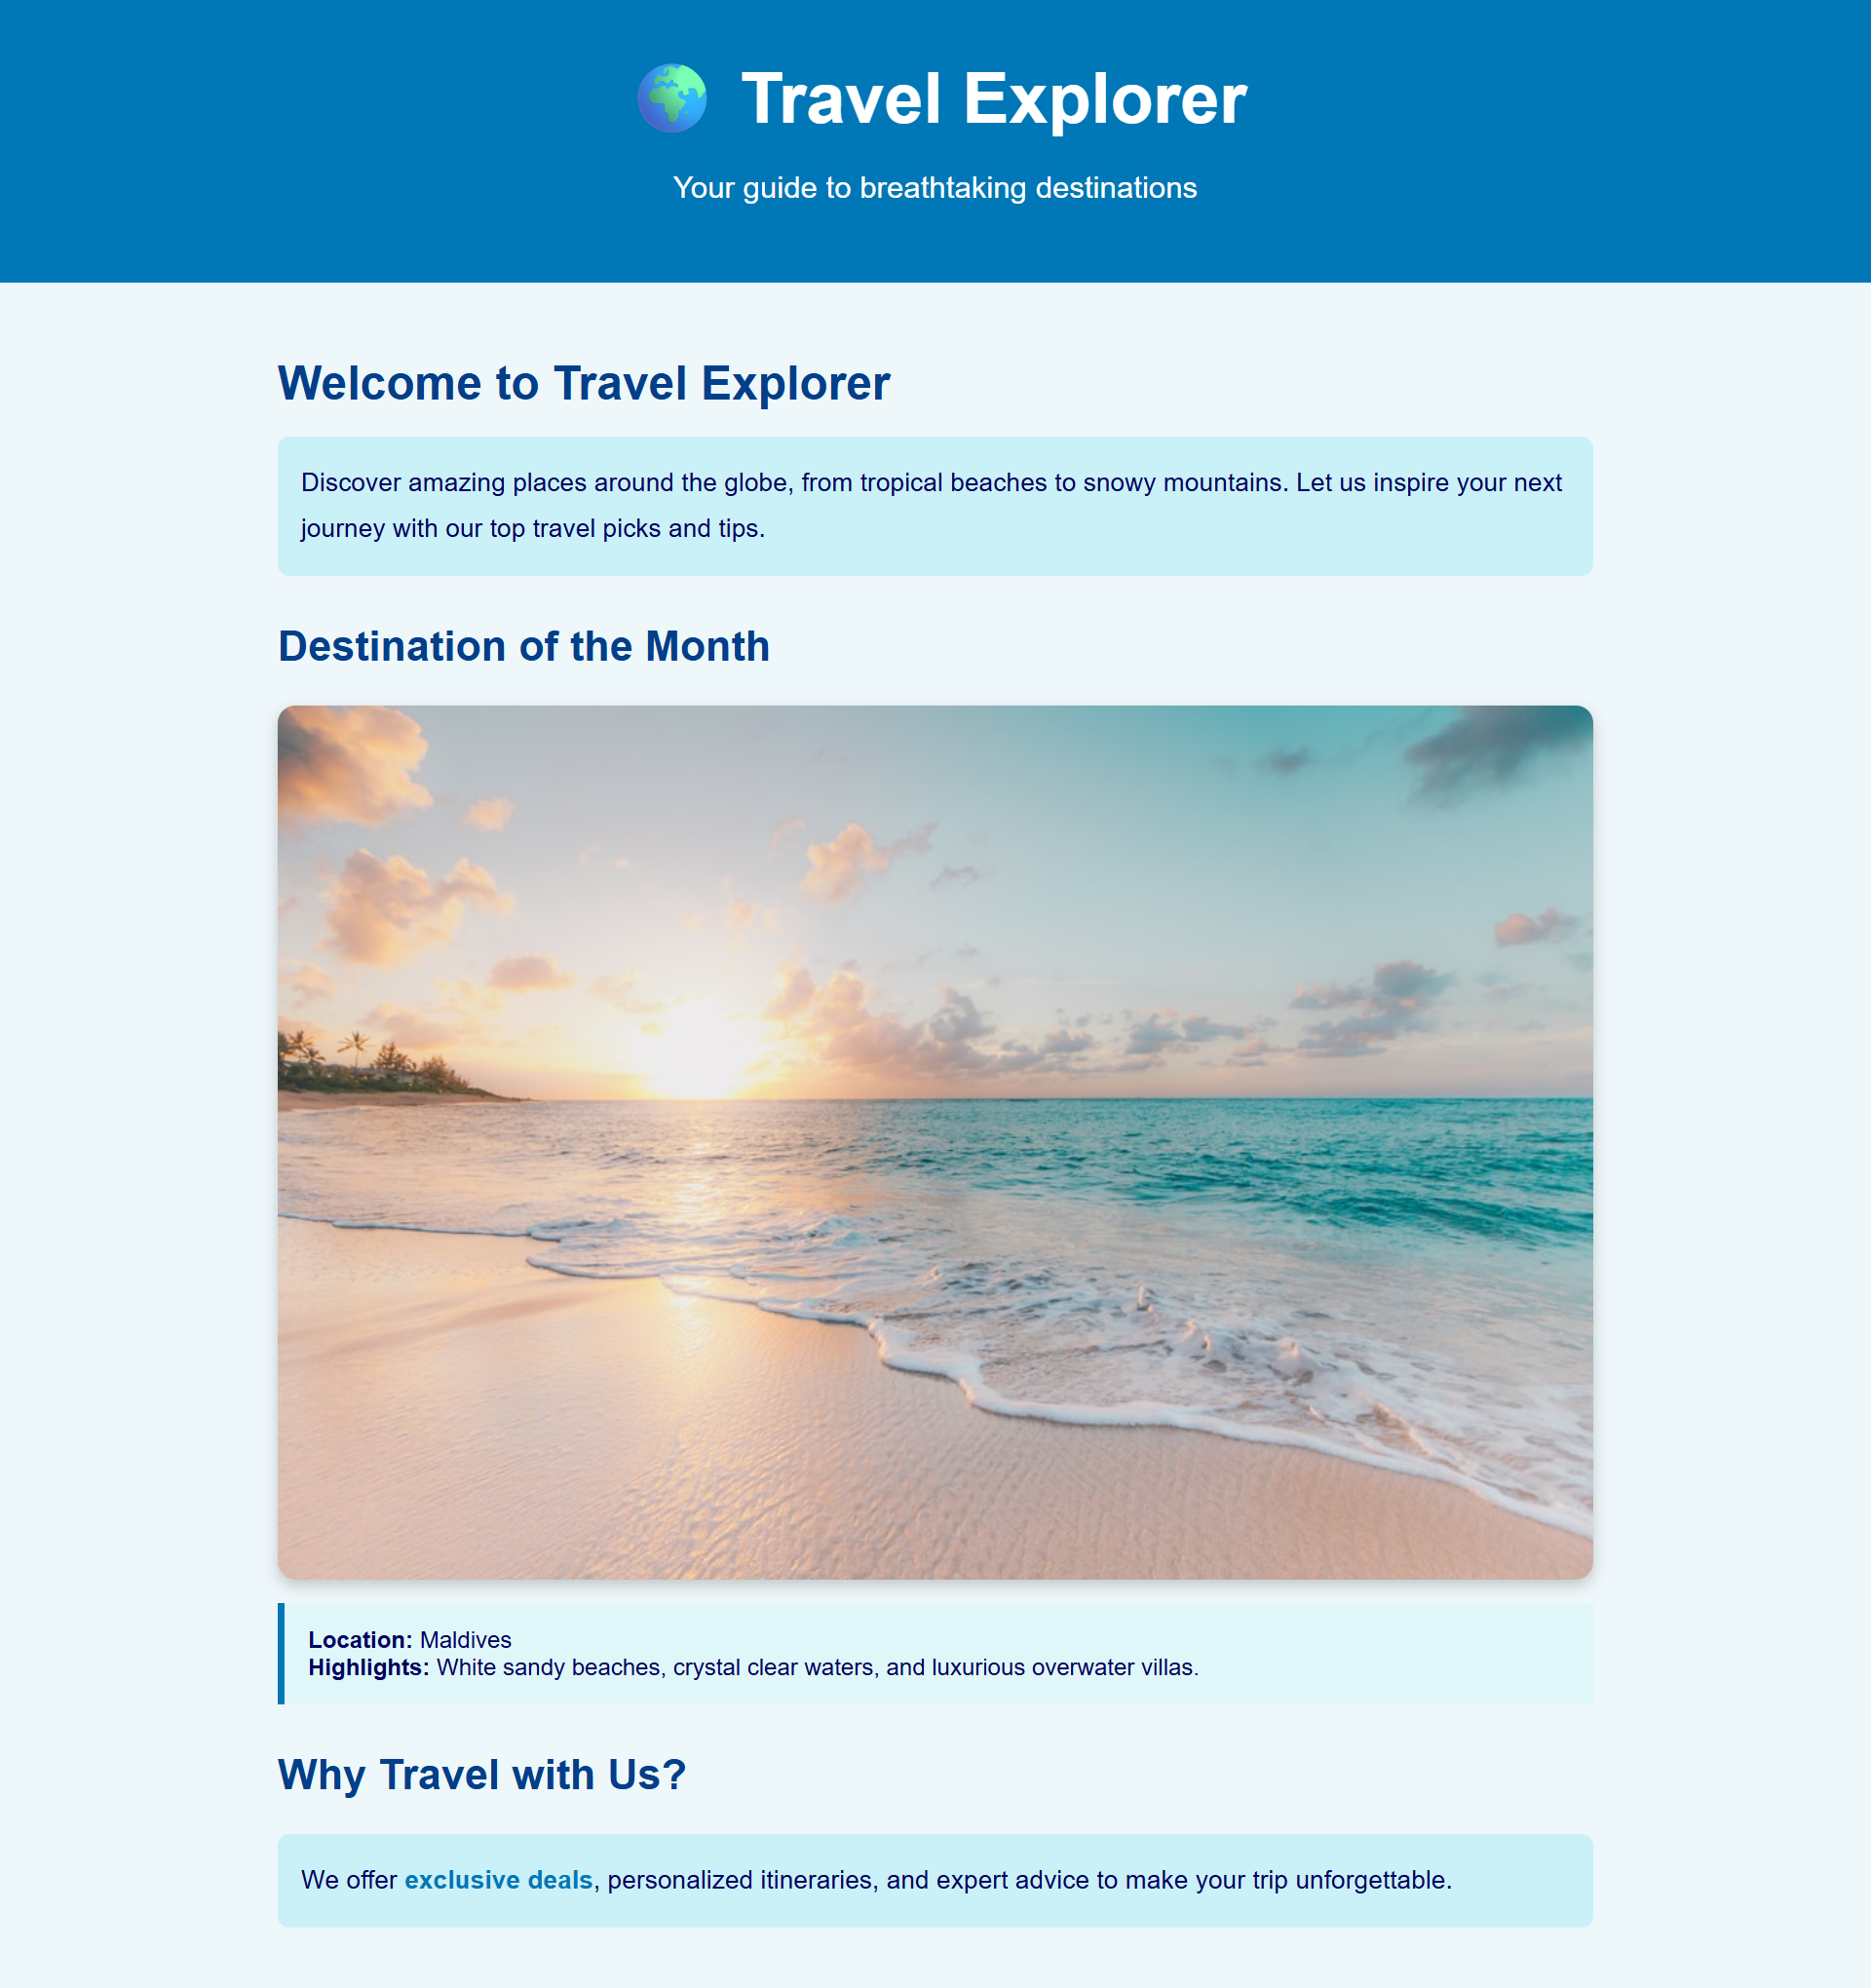 🌍 Travel Explorer
Your guide to breathtaking destinations
Welcome to Travel Explorer
Discover amazing places around the globe, from tropical beaches to snowy mountains. Let us inspire your next
journey with our top travel picks and tips.
Destination of the Month
Location: Maldives
Highlights: White sandy beaches, crystal clear waters, and luxurious overwater villas.
Why Travel with Us?
We offer exclusive deals, personalized itineraries, and expert advice to make your trip unforgettable.